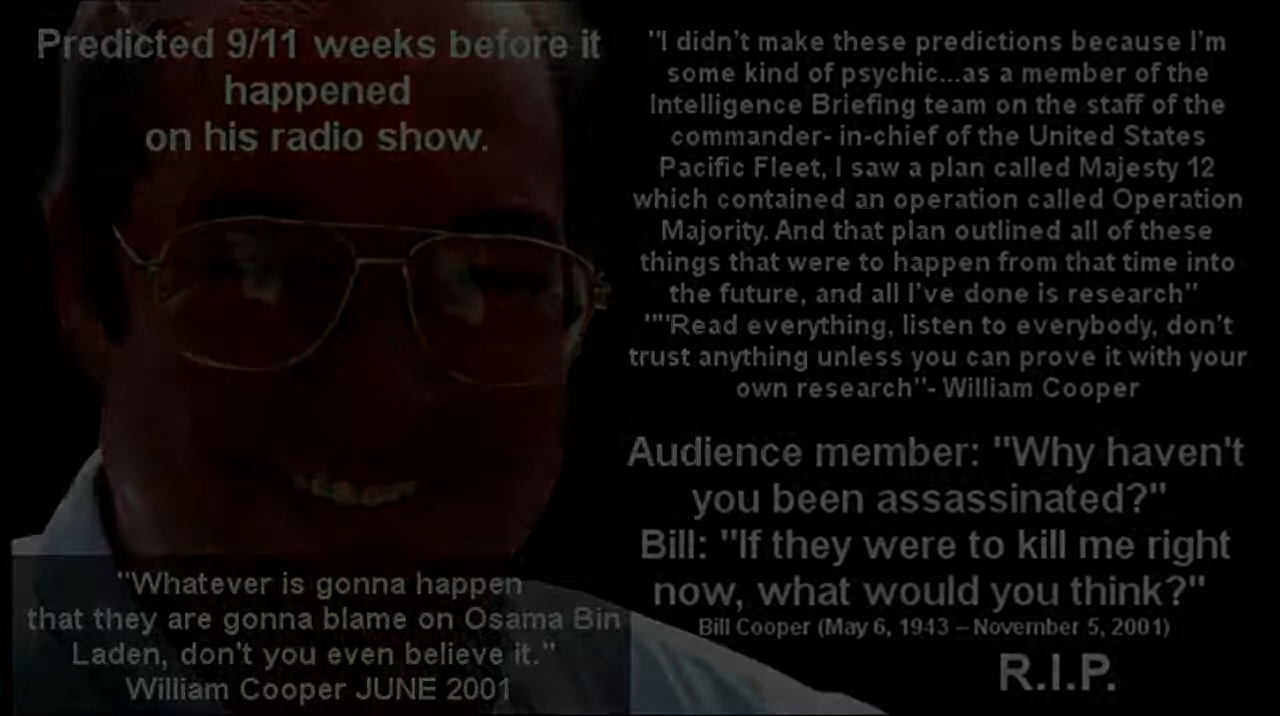 Predicted 9/11 weeks before it
happened
on his radio show.
"Whatever is gonna happen
that they are gonna blame on Osama Bin
Laden, don't you even believe it."
William Cooper JUNE 2001
"I didn't make these predictions because I'm
some kind of psychic...as a member of the
Intelligence Briefing team on the staff of the
commander- in-chief of the United States
Pacific Fleet, I saw a plan called Majesty 12
which contained an operation called Operation
Majority. And that plan outlined all of these
things that were to happen from that time into
the future, and all I've done is research"
""Read everything, listen to everybody, don't
trust anything unless you can prove it with your
own research"- William Cooper
Audience member: "Why haven't
you been assassinated?"
Bill: "If they were to kill me right
now, what would you think?"
Bill Cooper (May 6, 1943 – November 5, 2001)
R.I.P.